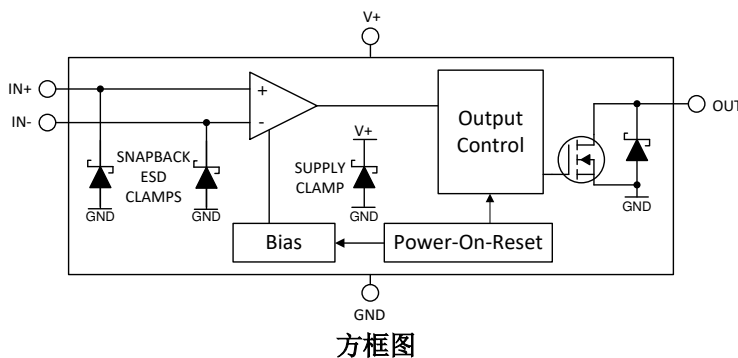 V+
IN+
IN-
+
-
Output
Control
OUT
SNAPBACK
ESD
CLAMPS
V+
SUPPLY
CLAMP
GND
GND
GND
GND
Bias
Power-On-Reset
GND
方框图